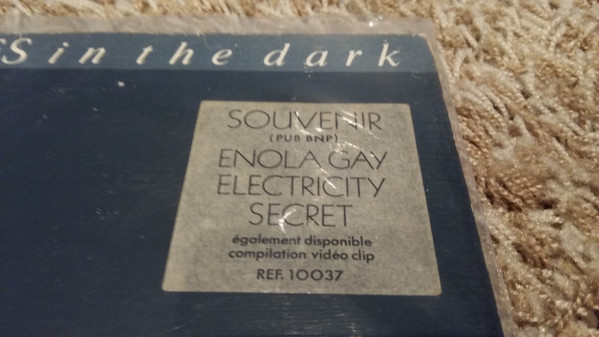 S in the dark
SOUVENIR
(PUB BNP)
ENOLA GAY
ELECTRICITY
SECRET
également disponible
compilation vidéo clip
REF. 10037